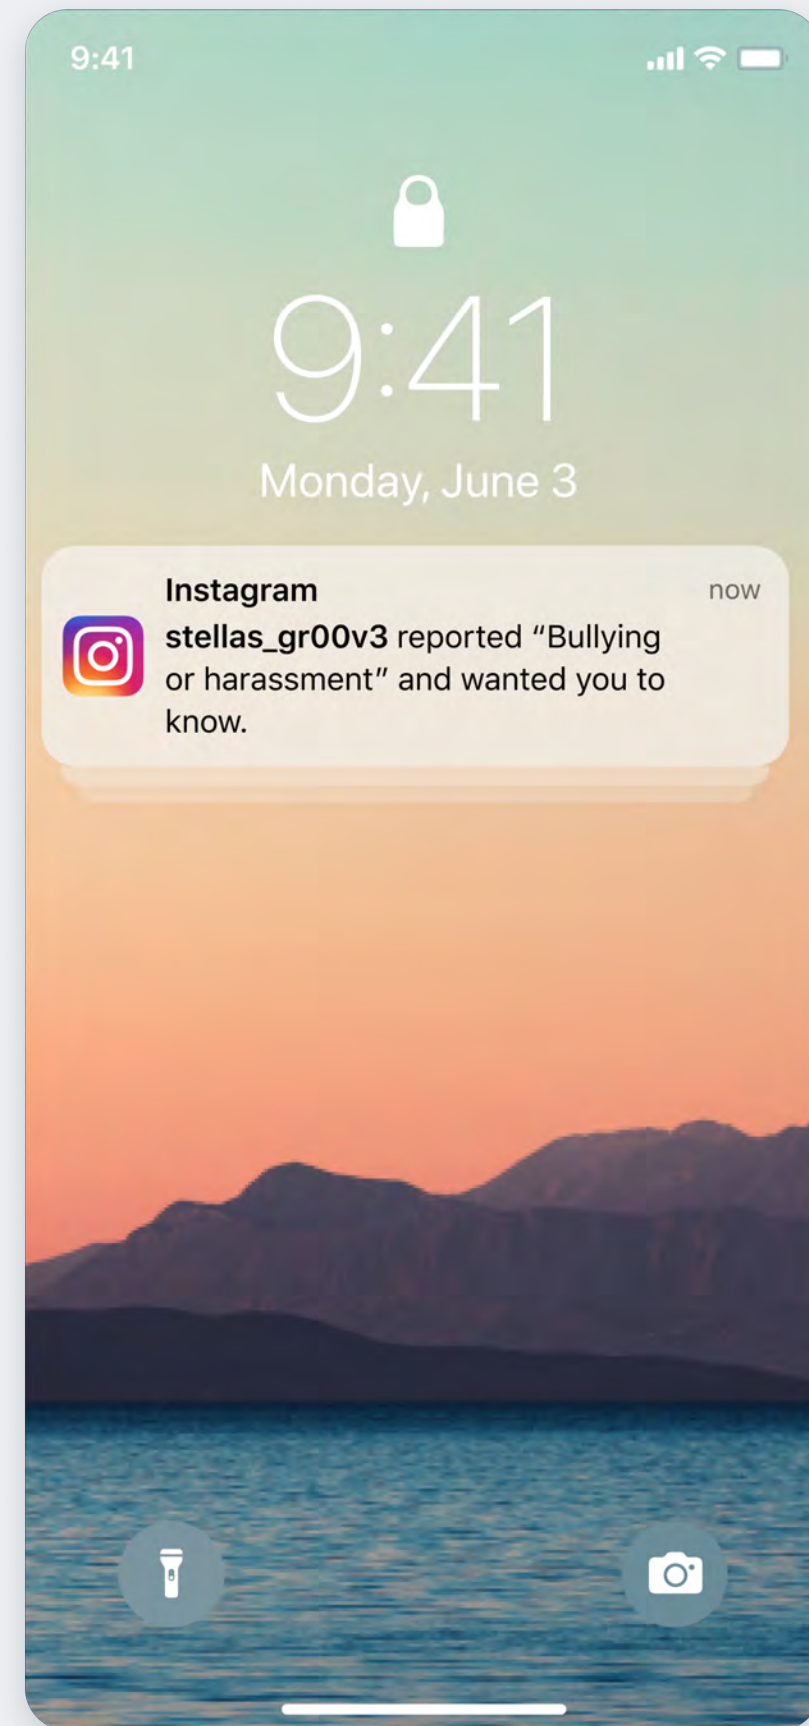 9:41
9:41
Monday, June 3
Instagram now
stellas_gr00v3 reported “Bullying
or harassment” and wanted you to
know.